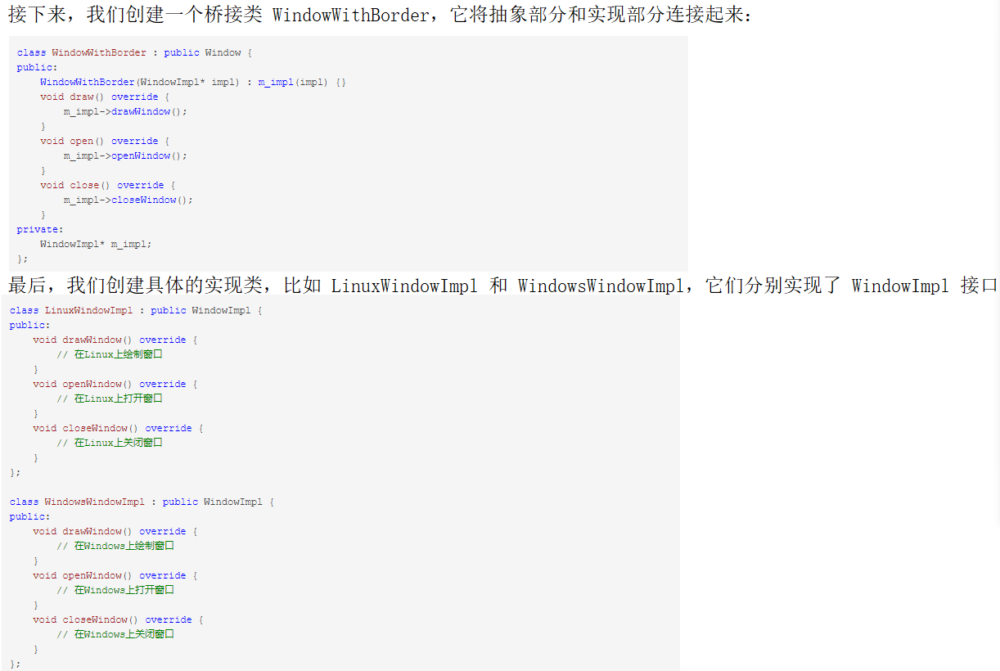 接下来，我们创建一个桥接类 WindowWithBorder，它将抽象部分和实现部分连接起来：
class WindowWithBorder : public Window {
public:
    WindowWithBorder(WindowImpl* impl) : m_impl(impl) {}
    void draw() override {
        m_impl->drawWindow();
    }
    void open() override {
        m_impl->openWindow();
    }
    void close() override {
        m_impl->closeWindow();
    }
private:
    WindowImpl* m_impl;
};
最后，我们创建具体的实现类，比如 LinuxWindowImpl 和 WindowsWindowImpl，它们分别实现了 WindowImpl 接口
class LinuxWindowImpl : public WindowImpl {
public:
    void drawWindow() override {
        // 在Linux上绘制窗口
    }
    void openWindow() override {
        // 在Linux上打开窗口
    }
    void closeWindow() override {
        // 在Linux上关闭窗口
    }
};
class WindowsWindowImpl : public WindowImpl {
public:
    void drawWindow() override {
        // 在Windows上绘制窗口
    }
    void openWindow() override {
        // 在Windows上打开窗口
    }
    void closeWindow() override {
        // 在Windows上关闭窗口
    }
};